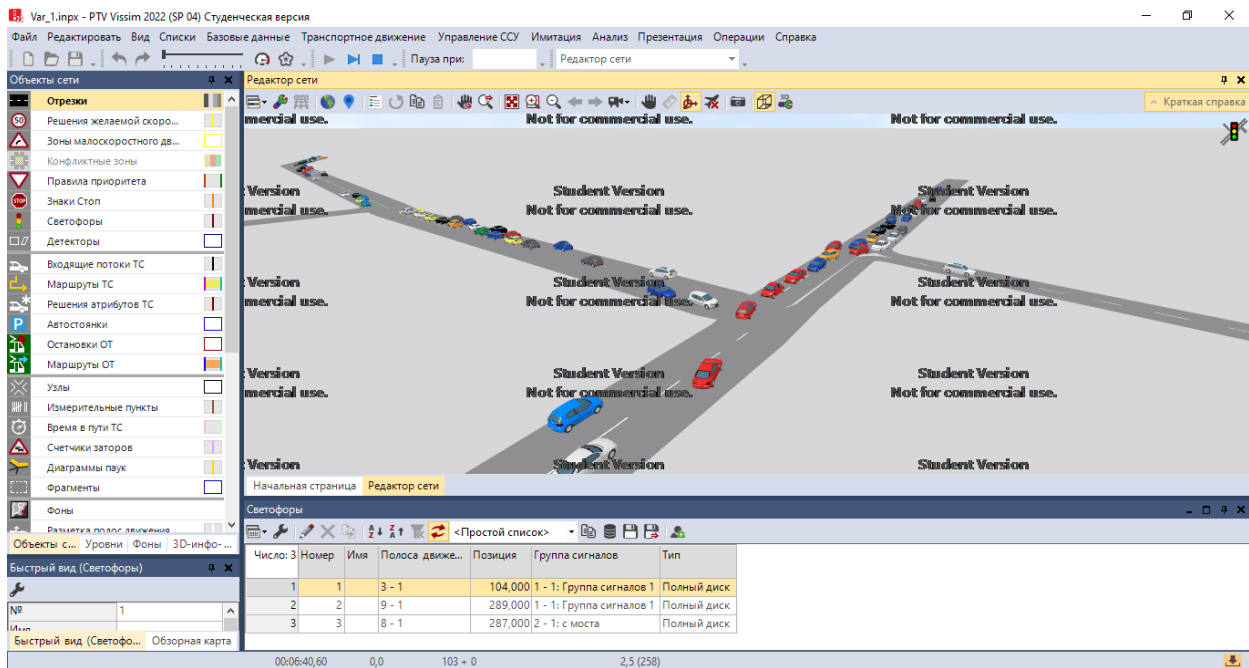 Var_1.inpx - PTV Vissim 2022 (SP 04) Студенческая версия
Файл Редактировать Вид Списки Базовые данные Транспортное движение Управление ССУ Имитация Анализ Презентация Операции Справка
Пауза при: Редактор сети
Объекты сети
Отрезки
Решения желаемой скоро...
Зоны малоскоростного дв...
Конфликтные зоны
Правила приоритета
Знаки Стоп
Светофоры
Детекторы
Входящие потоки ТС
Маршруты ТС
Решения атрибутов ТС
Автостоянки
Остановки ОТ
Маршруты ОТ
Узлы
Измерительные пункты
Время в пути ТС
Счетчики заторов
Диаграммы паук
Фрагменты
Фоны
Разметка полос движения
Объекты с... Уровни Фоны 3D-инфо-...
Быстрый вид (Светофоры)
№ 1
Имя
Быстрый вид (Светофо... Обзорная карта
Редактор сети
Краткая справка
mercial use. Not for commercial use. Not for commercial use.
Version Student Version Student Version
mercial use. Not for commercial use. Not for commercial use.
Version Student Version Student Version
mercial use. Not for commercial use. Not for commercial use.
Version Student Version Student Version
mercial use. Not for commercial use. Not for commercial use.
Version Student Version Student Version
Начальная страница Редактор сети
Светофоры
<Простой список>
Число: 3 Номер Имя Полоса движе... Позиция Группа сигналов Тип
1 1 3 - 1 104,000 1 - 1: Группа сигналов 1 Полный диск
2 2 9 - 1 289,000 1 - 1: Группа сигналов 1 Полный диск
3 3 8 - 1 287,000 2 - 1: с моста Полный диск
00:06:40,60 0,0 103 + 0 2,5 (258)